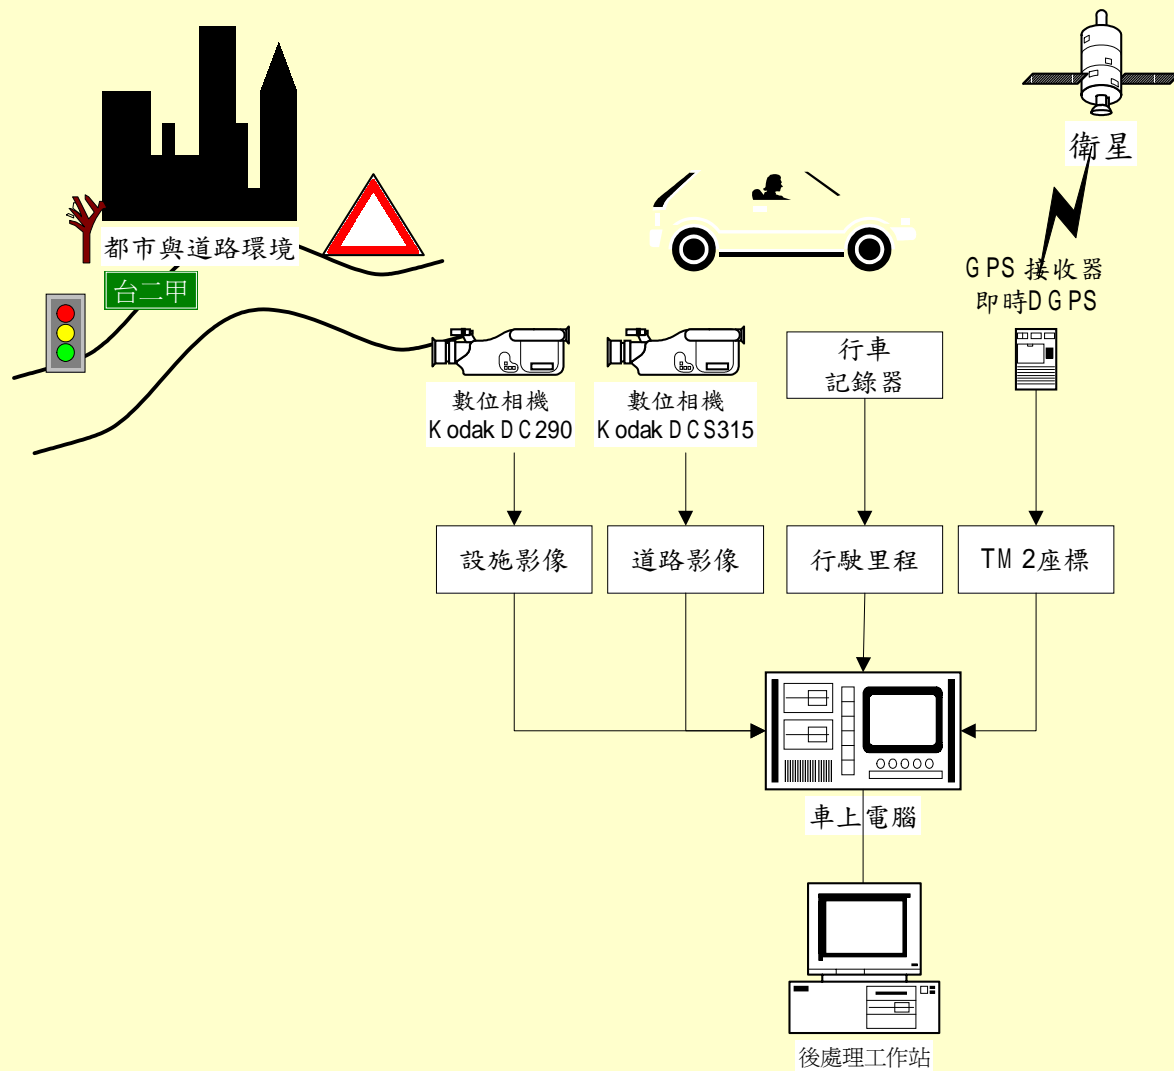 衛星
都市與道路環境
台二甲
GPS 接收器
即時DGPS
行車
記錄器
數位相機
Kodak DC290
數位相機
Kodak DCS315
設施影像
道路影像
行駛里程
TM2座標
車上電腦
後處理工作站